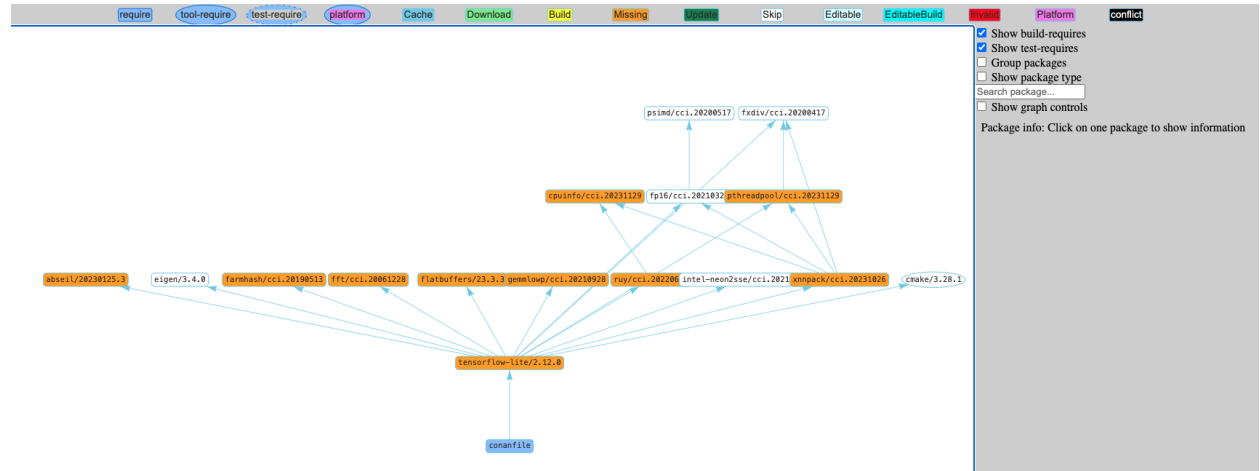 require tool-require test-require platform Cache Download Build Missing Update Skip Editable EditableBuild Invalid Platform conflict
Show build-requires
Show test-requires
Group packages
Show package type
Search package...
Show graph controls
Package info: Click on one package to show information
psimd/cci.20200517 fxdiv/cci.20200417
cpuinfo/cci.20231129 fp16/cci.2021032 pthreadpool/cci.20231129
abseil/20230125.3 eigen/3.4.0 farmhash/cci.20190513 fft/cci.20061228 flatbuffers/23.3.3 gemmlowp/cci.20210928 ruy/cci.202206 intel-neon2sse/cci.2021 xnnpack/cci.20231026 cmake/3.28.1
tensorflow-lite/2.12.0
conanfile